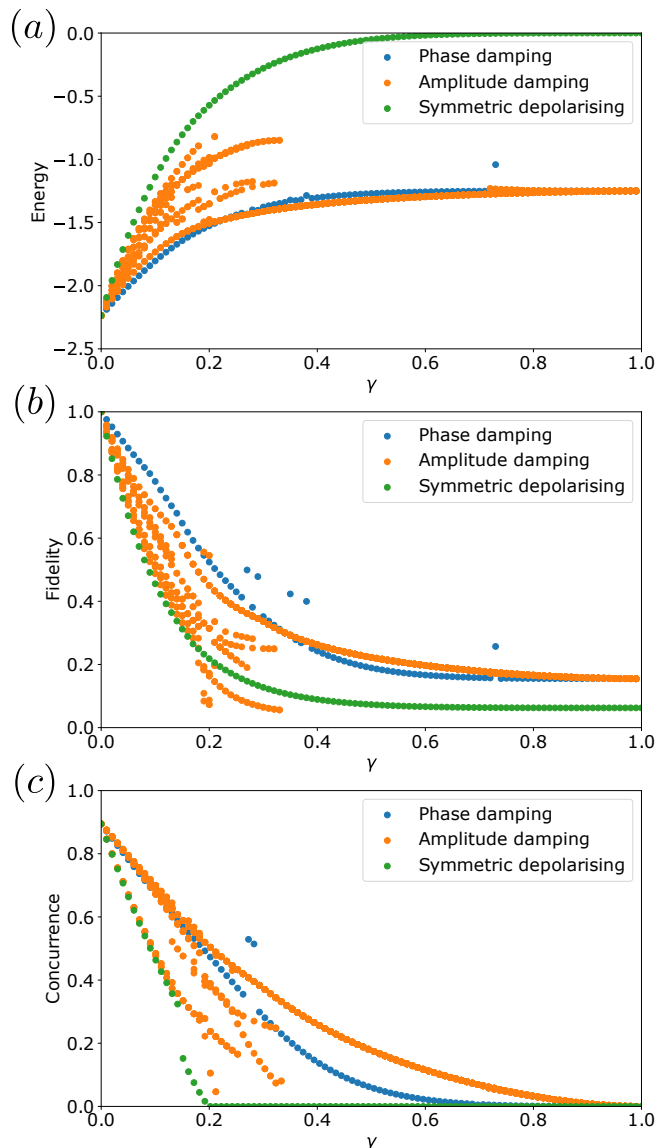 (a)
0.0
−0.5
−1.0
−1.5
−2.0
−2.5
Energy
Phase damping
Amplitude damping
Symmetric depolarising
0.0 0.2 0.4 0.6 0.8 1.0
γ
(b)
1.0
0.8
0.6
0.4
0.2
0.0
Fidelity
Phase damping
Amplitude damping
Symmetric depolarising
0.0 0.2 0.4 0.6 0.8 1.0
γ
(c)
1.0
0.8
0.6
0.4
0.2
0.0
Concurrence
Phase damping
Amplitude damping
Symmetric depolarising
0.0 0.2 0.4 0.6 0.8 1.0
γ